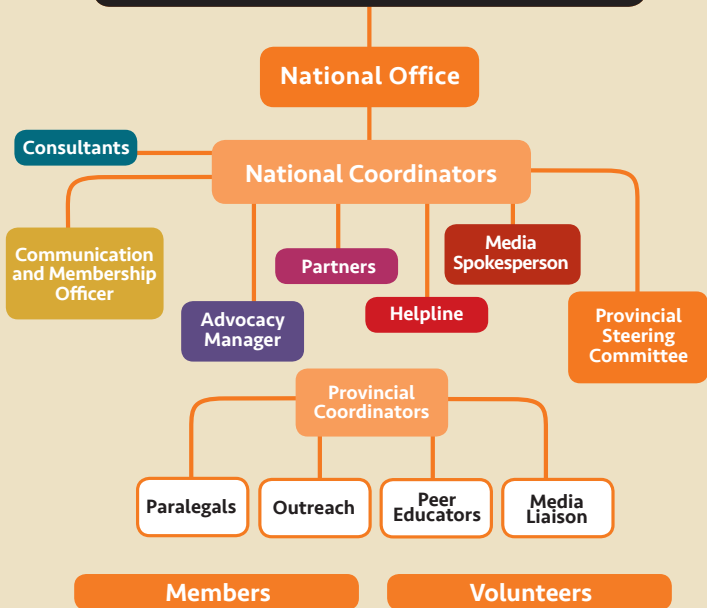 National Office
Consultants
National Coordinators
Communication
and Membership
Officer
Advocacy
Manager
Partners
Helpline
Media
Spokesperson
Provincial
Steering
Committee
Provincial
Coordinators
Paralegals
Outreach
Peer
Educators
Media
Liaison
Members
Volunteers